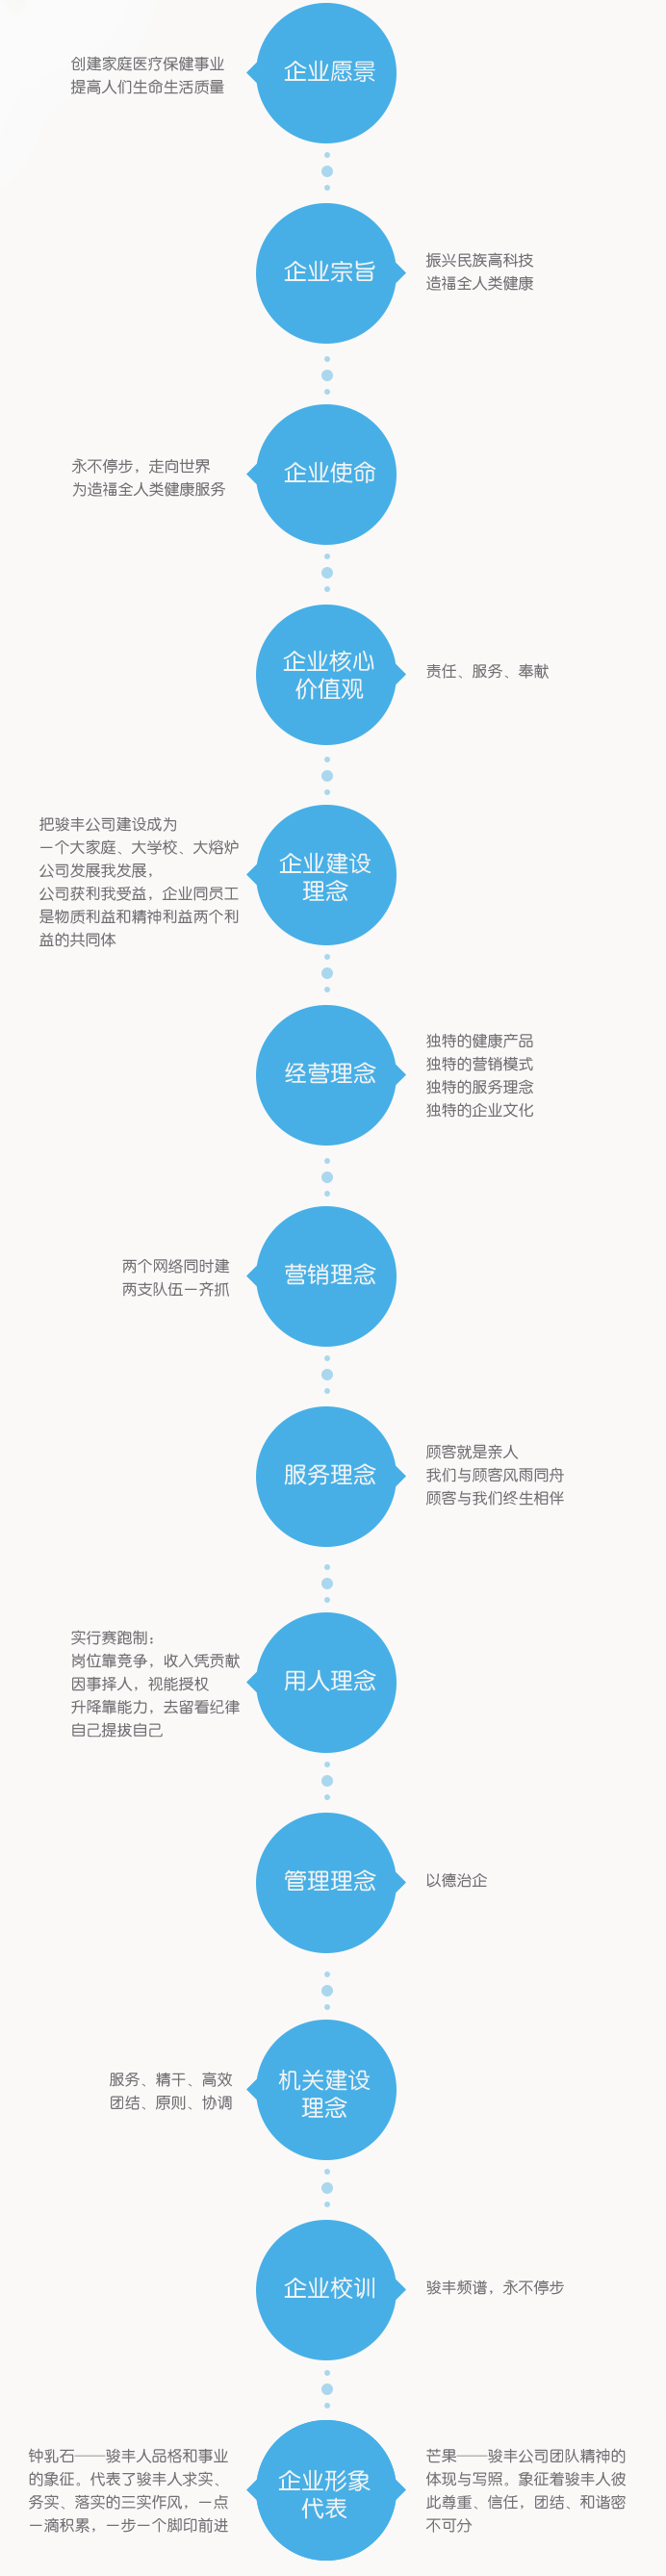 创建家庭医疗保健事业
提高人们生命生活质量
企业愿景
企业宗旨
振兴民族高科技
造福全人类健康
永不停步，走向世界
为造福全人类健康服务
企业使命
企业核心
价值观
责任、服务、奉献
把骏丰公司建设成为
一个大家庭、大学校、大熔炉
公司发展我发展，
公司获利我受益，企业同员工
是物质利益和精神利益两个利
益的共同体
企业建设
理念
经营理念
独特的健康产品
独特的营销模式
独特的服务理念
独特的企业文化
两个网络同时建
两支队伍一齐抓
营销理念
服务理念
顾客就是亲人
我们与顾客风雨同舟
顾客与我们终生相伴
实行赛跑制：
岗位靠竞争，收入凭贡献
因事择人，视能授权
升降靠能力，去留看纪律
自己提拔自己
用人理念
管理理念
以德治企
服务、精干、高效
团结、原则、协调
机关建设
理念
企业校训
骏丰频谱，永不停步
钟乳石——骏丰人品格和事业
的象征。代表了骏丰人求实、
务实、落实的三实作风，一点
一滴积累，一步一个脚印前进
企业形象
代表
芒果——骏丰公司团队精神的
体现与写照。象征着骏丰人彼
此尊重、信任，团结、和谐密
不可分